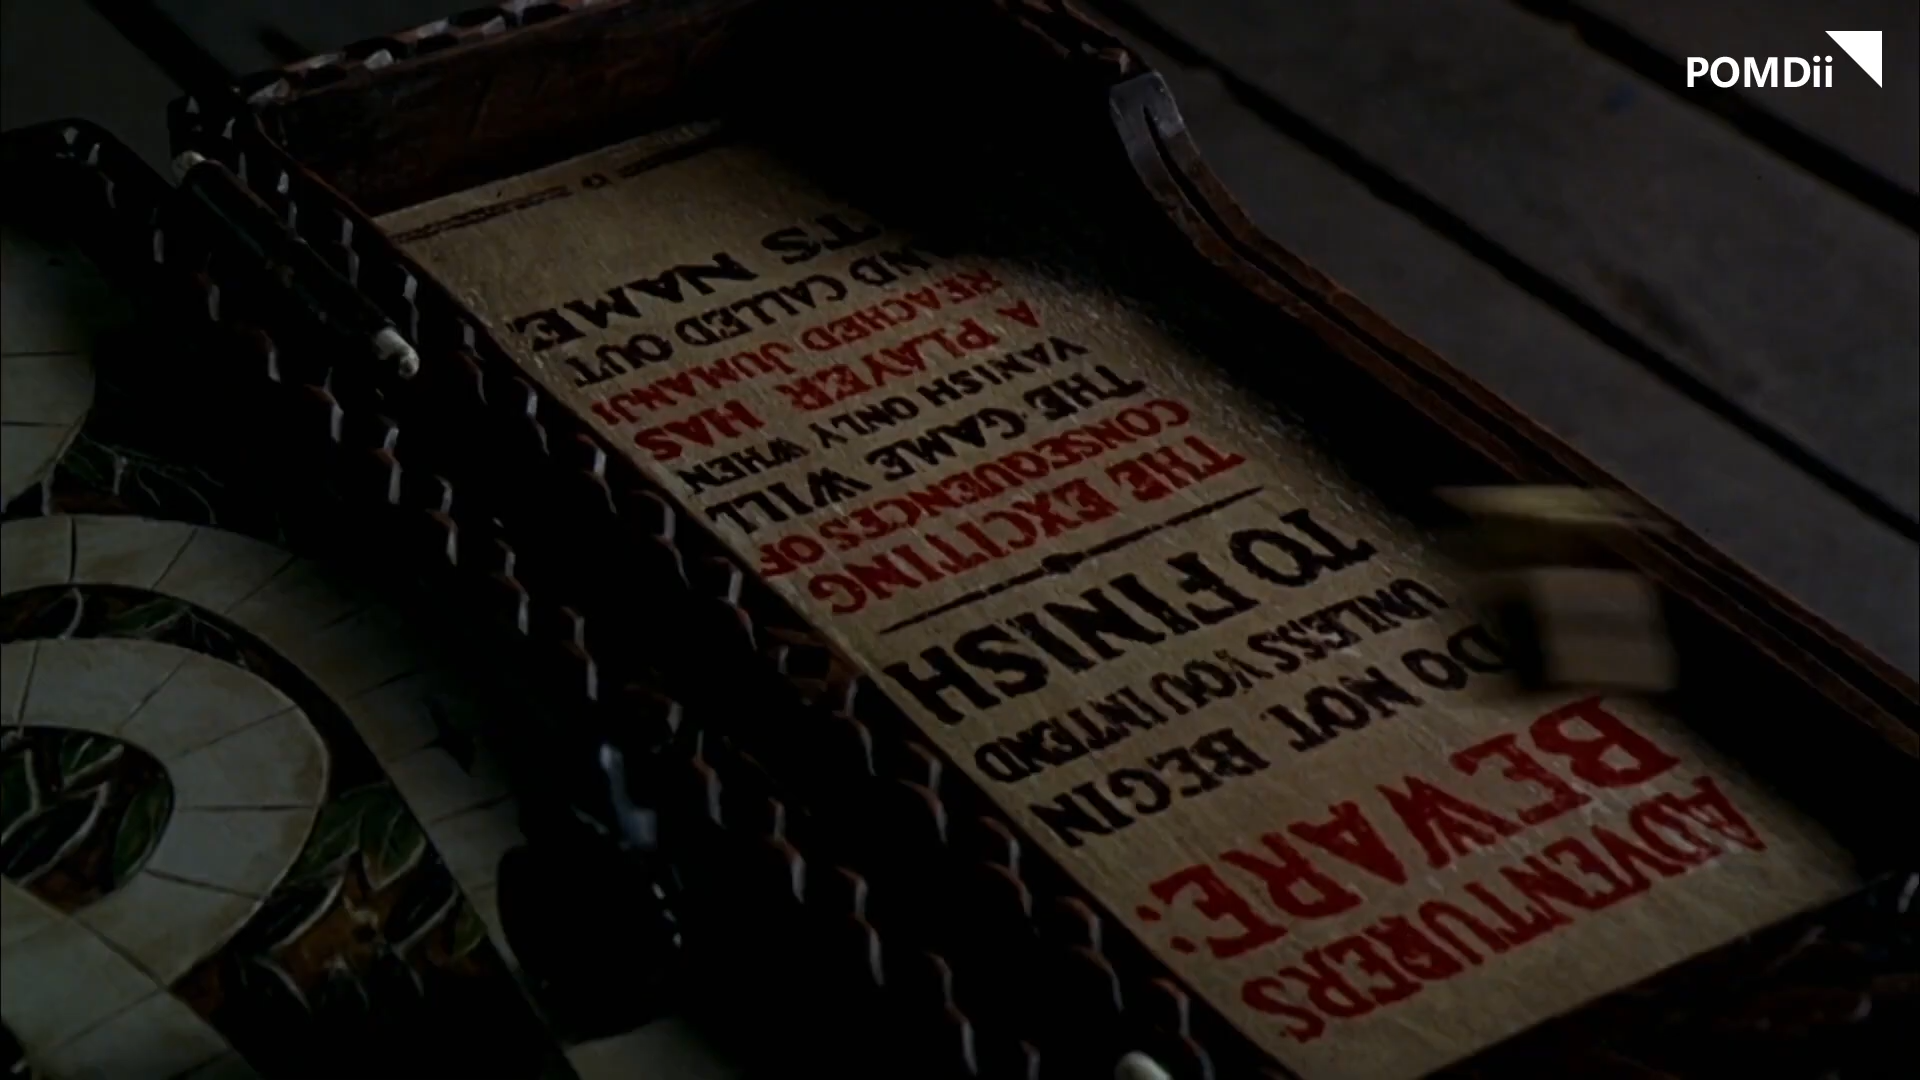 POMDii
ADVENTURERS
BEWARE:
DO NOT BEGIN
UNLESS YOU INTEND
TO FINISH
THE EXCITING
CONSEQUENCES OF
THE GAME WILL
VANISH ONLY WHEN
A PLAYER HAS
REACHED JUMANJI
AND CALLED OUT
ITS NAME